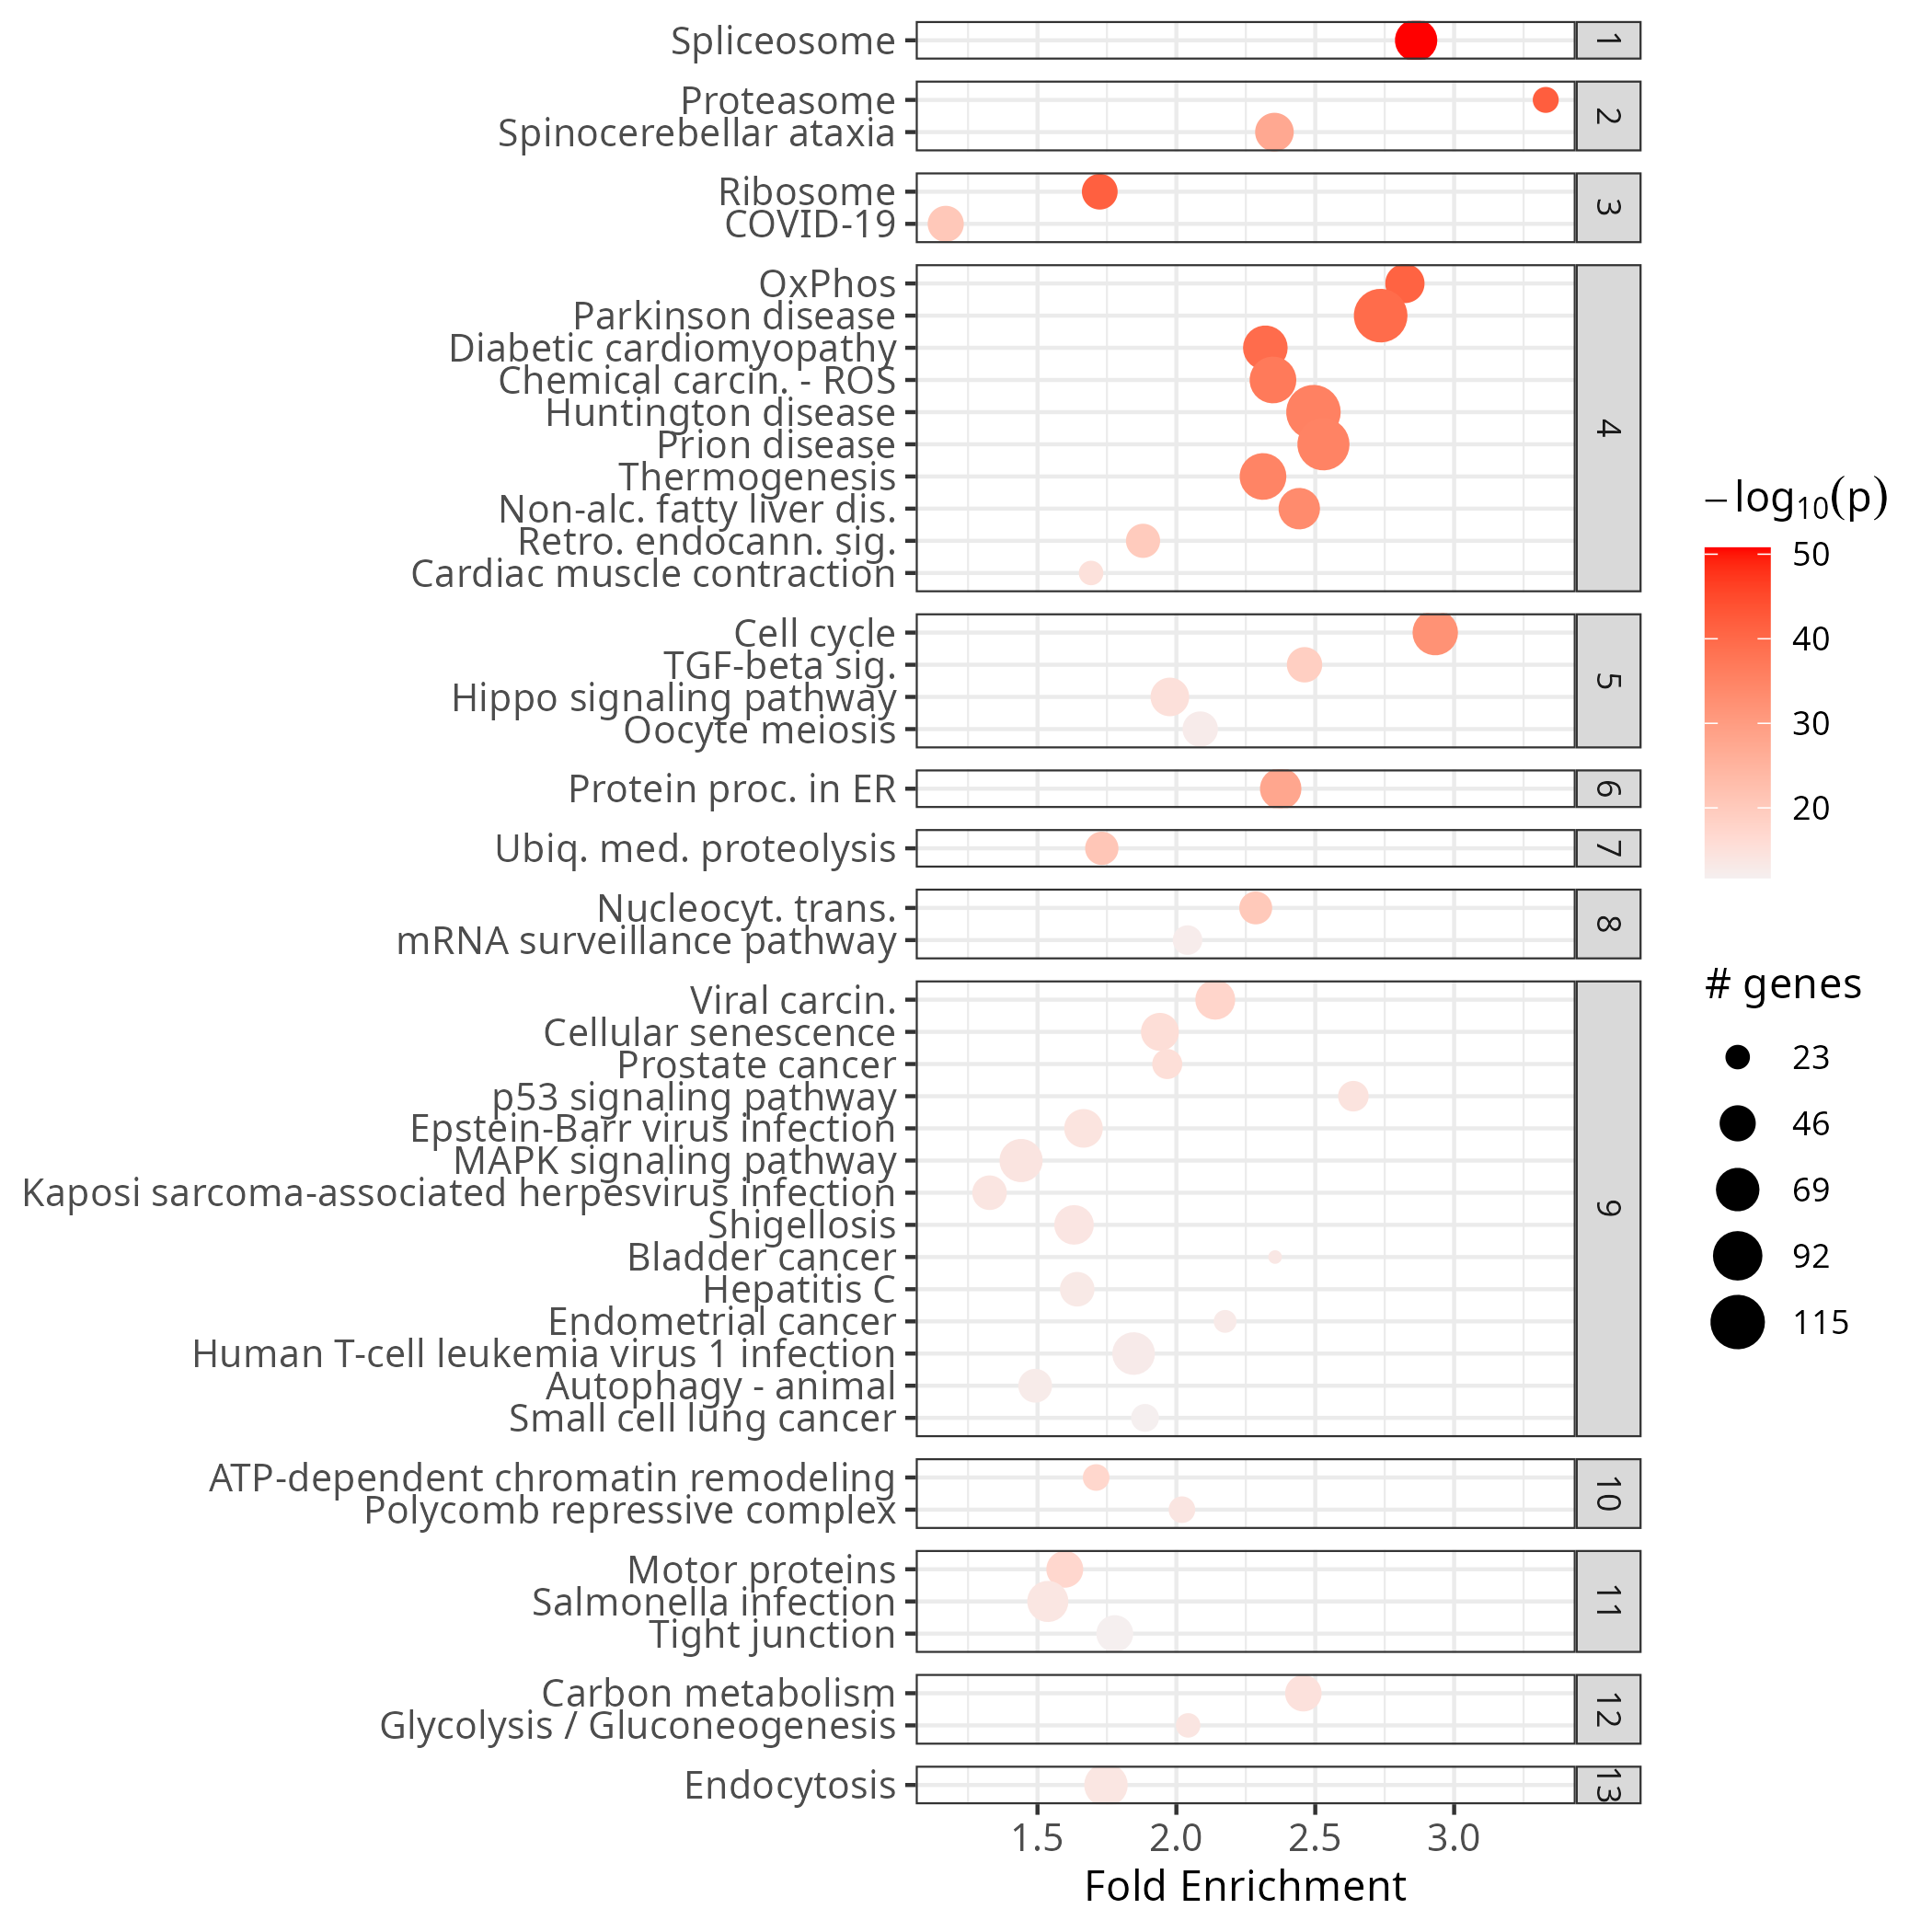 Spliceosome
1
Proteasome
Spinocerebellar ataxia
2
Ribosome
COVID-19
3
OxPhos
Parkinson disease
Diabetic cardiomyopathy
Chemical carcin. - ROS
Huntington disease
Prion disease
Thermogenesis
Non-alc. fatty liver dis.
Retro. endocann. sig.
Cardiac muscle contraction
4
Cell cycle
TGF-beta sig.
Hippo signaling pathway
Oocyte meiosis
5
Protein proc. in ER
6
Ubiq. med. proteolysis
7
Nucleocyt. trans.
mRNA surveillance pathway
8
Viral carcin.
Cellular senescence
Prostate cancer
p53 signaling pathway
Epstein-Barr virus infection
MAPK signaling pathway
Kaposi sarcoma-associated herpesvirus infection
Shigellosis
Bladder cancer
Hepatitis C
Endometrial cancer
Human T-cell leukemia virus 1 infection
Autophagy - animal
Small cell lung cancer
9
ATP-dependent chromatin remodeling
Polycomb repressive complex
10
Motor proteins
Salmonella infection
Tight junction
11
Carbon metabolism
Glycolysis / Gluconeogenesis
12
Endocytosis
13
1.5 2.0 2.5 3.0
Fold Enrichment
−log₁₀(p)
50
40
30
20
# genes
23
46
69
92
115